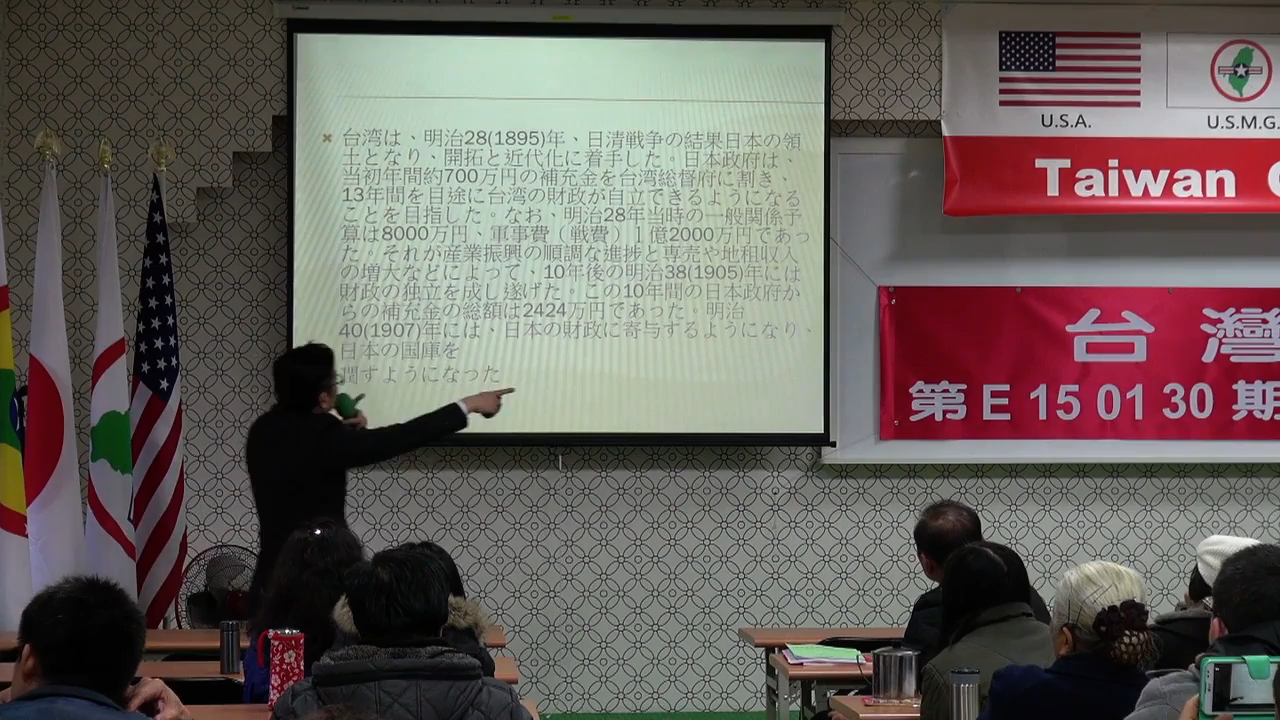 台湾は、明治28(1895)年、日清戦争の結果日本の領
土となり、開拓と近代化に着手した。日本政府は、
当初年間約700万円の補充金を台湾総督府に割き、
13年間を目途に台湾の財政が自立できるようになる
ことを目指した。なお、明治28年当時の一般関係予
算は8000万円、軍事費（戦費）１億2000万円であっ
た。それが産業振興の順調な進捗と専売や地租収入
の増大などによって、10年後の明治38(1905)年には
財政の独立を成し遂げた。この10年間の日本政府か
らの補充金の総額は2424万円であった。明治
40(1907)年には、日本の財政に寄与するようになり、
日本の国庫を
潤すようになった
U.S.A.
U.S.M.G.
Taiwan
台灣
第 E 15 01 30 期